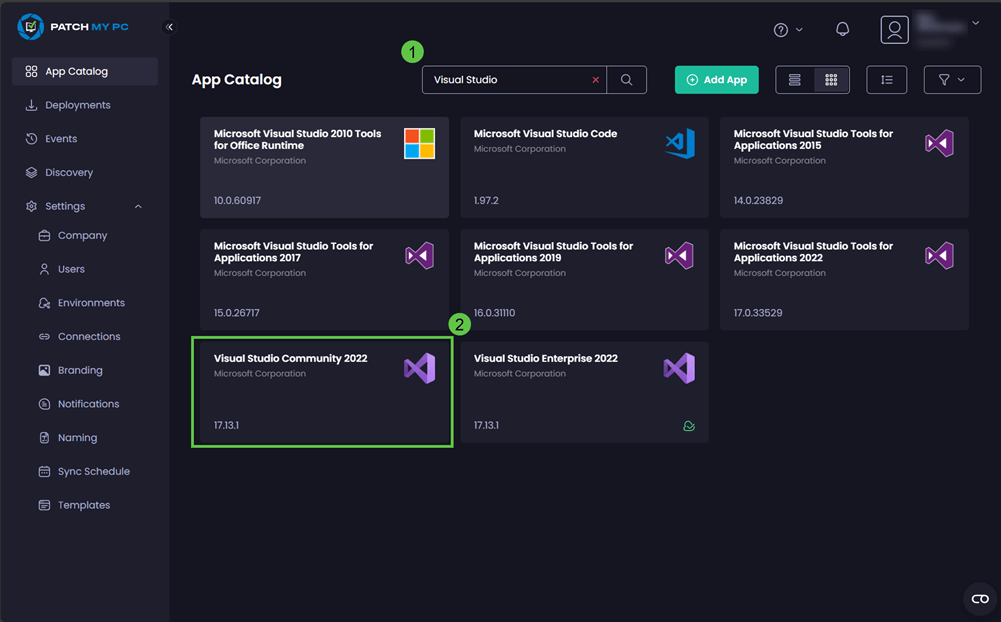 PATCH MY PC
App Catalog
Deployments
Events
Discovery
Settings
Company
Users
Environments
Connections
Branding
Notifications
Naming
Sync Schedule
Templates
1
App Catalog
Visual Studio
Add App
Microsoft Visual Studio 2010 Tools
for Office Runtime
Microsoft Corporation
10.0.60917
Microsoft Visual Studio Code
Microsoft Corporation
1.97.2
Microsoft Visual Studio Tools for
Applications 2015
Microsoft Corporation
14.0.23829
Microsoft Visual Studio Tools for
Applications 2017
Microsoft Corporation
15.0.26717
Microsoft Visual Studio Tools for
Applications 2019
Microsoft Corporation
16.0.31110
Microsoft Visual Studio Tools for
Applications 2022
Microsoft Corporation
17.0.33529
2
Visual Studio Community 2022
Microsoft Corporation
17.13.1
Visual Studio Enterprise 2022
Microsoft Corporation
17.13.1